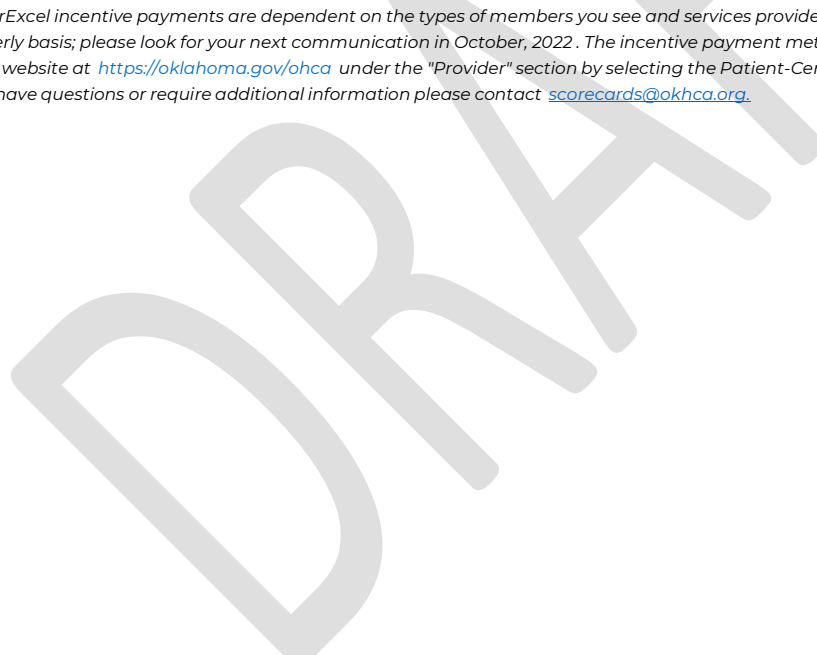 rExcel incentive payments are dependent on the types of members you see and services provide
erly basis; please look for your next communication in October, 2022 . The incentive payment met
website at https://oklahoma.gov/ohca under the "Provider" section by selecting the Patient-Cer
have questions or require additional information please contact scorecards@okhca.org.
DRA